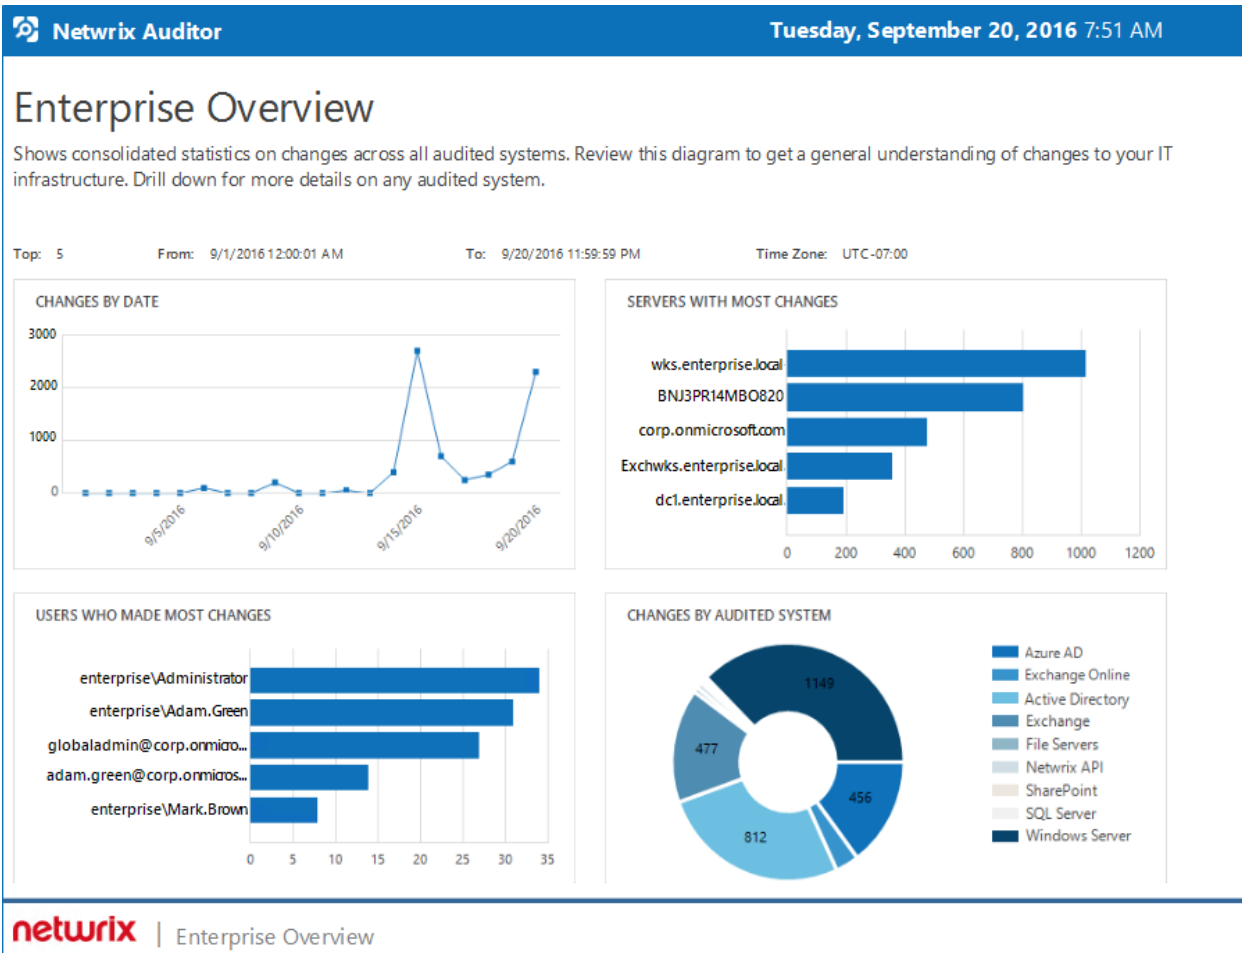 Netwrix Auditor
Tuesday, September 20, 2016 7:51 AM
Enterprise Overview
Shows consolidated statistics on changes across all audited systems. Review this diagram to get a general understanding of changes to your IT
infrastructure. Drill down for more details on any audited system.
Top: 5 From: 9/1/2016 12:00:01 AM To: 9/20/2016 11:59:59 PM Time Zone: UTC-07:00
CHANGES BY DATE
3000
2000
1000
0
9/5/2016 9/10/2016 9/15/2016 9/20/2016
SERVERS WITH MOST CHANGES
wks.enterprise.local
BNJ3PR14MBO820
corp.onmicrosoft.com
Exchwks.enterprise.local
dc1.enterprise.local
0 200 400 600 800 1000 1200
USERS WHO MADE MOST CHANGES
enterprise\Administrator
enterprise\Adam.Green
globaladmin@corp.onmicro...
adam.green@corp.onmicros...
enterprise\Mark.Brown
0 5 10 15 20 25 30 35
CHANGES BY AUDITED SYSTEM
1149
477
456
812
Azure AD
Exchange Online
Active Directory
Exchange
File Servers
Netwrix API
SharePoint
SQL Server
Windows Server
netwrix | Enterprise Overview